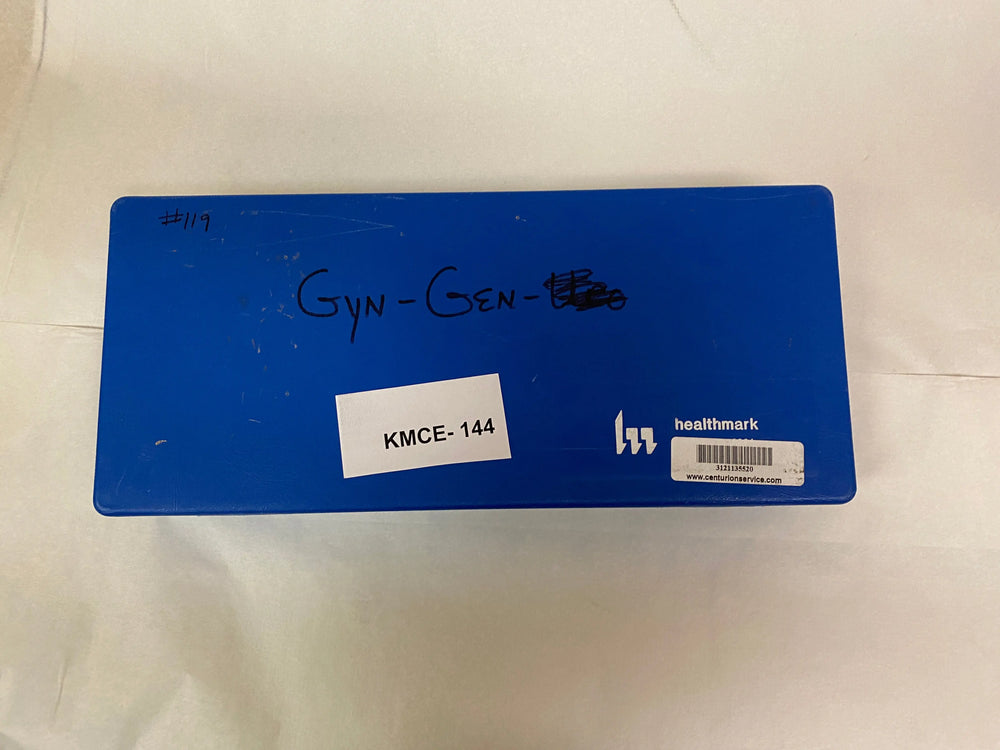 #119
GYN - GEN -
KMCE- 144
healthmark
3121135520
www.centurionservice.com